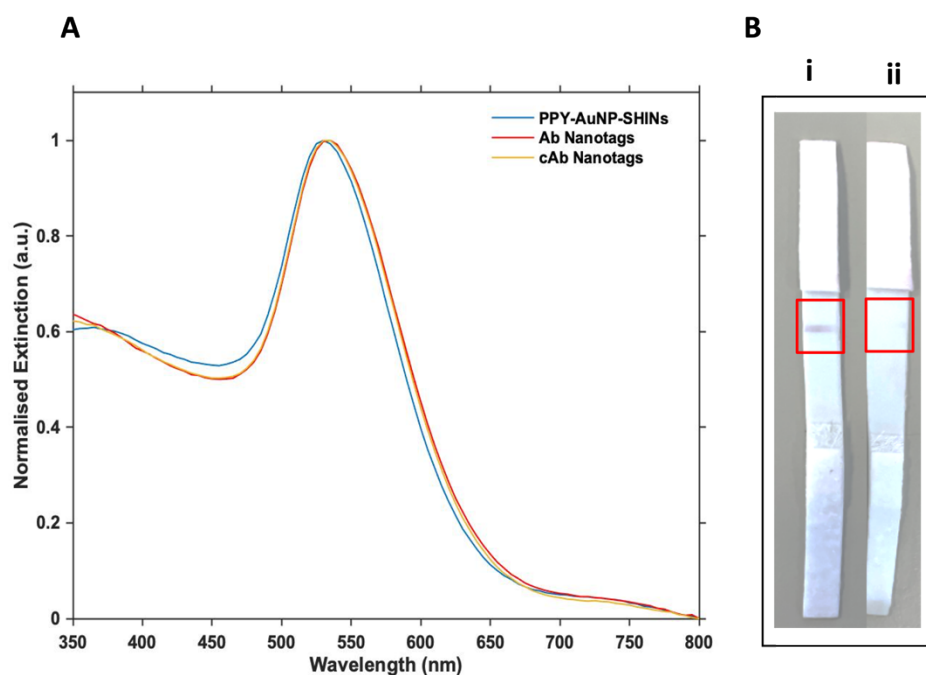 A
B
i
ii
PPY-AuNP-SHINs
Ab Nanotags
cAb Nanotags
Normalised Extinction (a.u.)
1
0.8
0.6
0.4
0.2
0
350 400 450 500 550 600 650 700 750 800
Wavelength (nm)